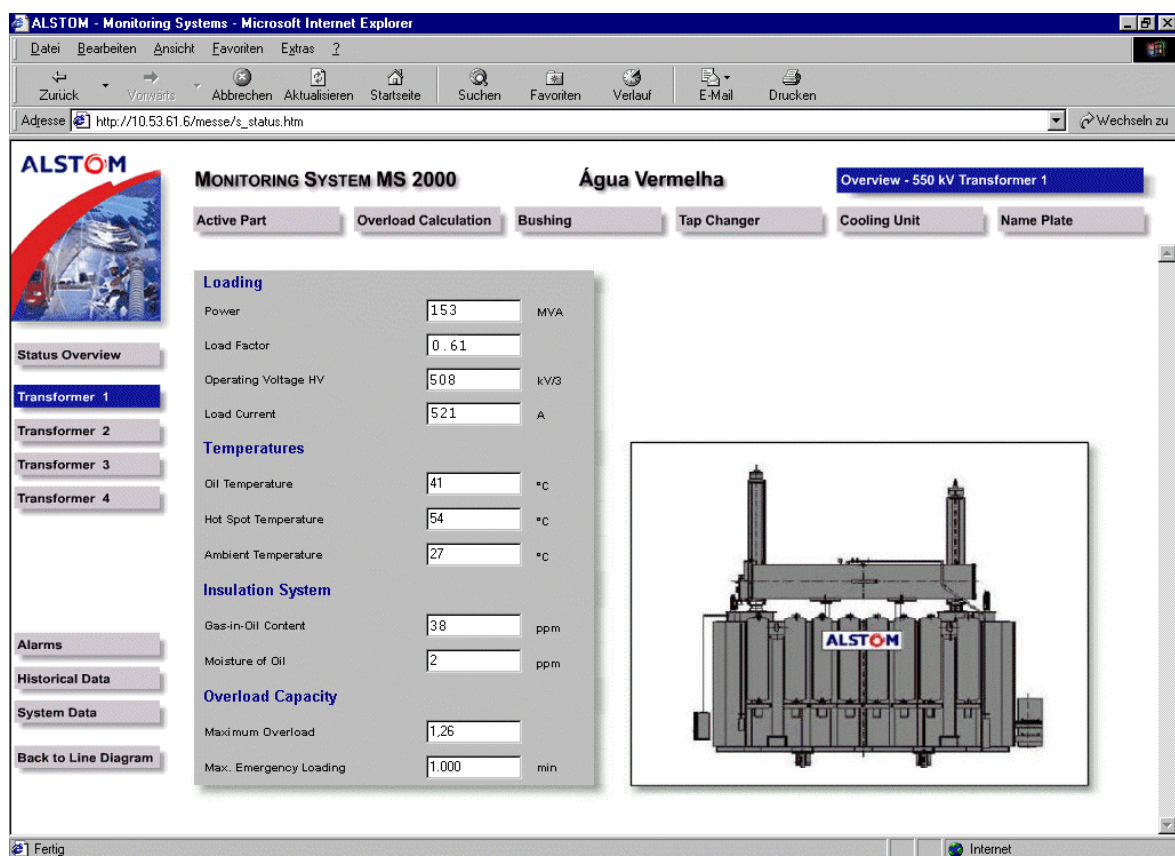 ALSTOM - Monitoring Systems - Microsoft Internet Explorer
Datei Bearbeiten Ansicht Favoriten Extras ?
Zurück Vorwärts Abbrechen Aktualisieren Startseite Suchen Favoriten Verlauf E-Mail Drucken
Adresse http://10.53.61.6/messe/s_status.htm Wechseln zu
ALSTOM
MONITORING SYSTEM MS 2000 Água Vermelha Overview - 550 kV Transformer 1
Active Part Overload Calculation Bushing Tap Changer Cooling Unit Name Plate
Loading
Power 153 MVA
Load Factor 0.61
Operating Voltage HV 508 kV/3
Load Current 521 A
Temperatures
Oil Temperature 41 °C
Hot Spot Temperature 54 °C
Ambient Temperature 27 °C
Insulation System
Gas-in-Oil Content 38 ppm
Moisture of Oil 2 ppm
Overload Capacity
Maximum Overload 1,26
Max. Emergency Loading 1.000 min
Status Overview
Transformer 1
Transformer 2
Transformer 3
Transformer 4
Alarms
Historical Data
System Data
Back to Line Diagram
ALSTOM
Fertig Internet